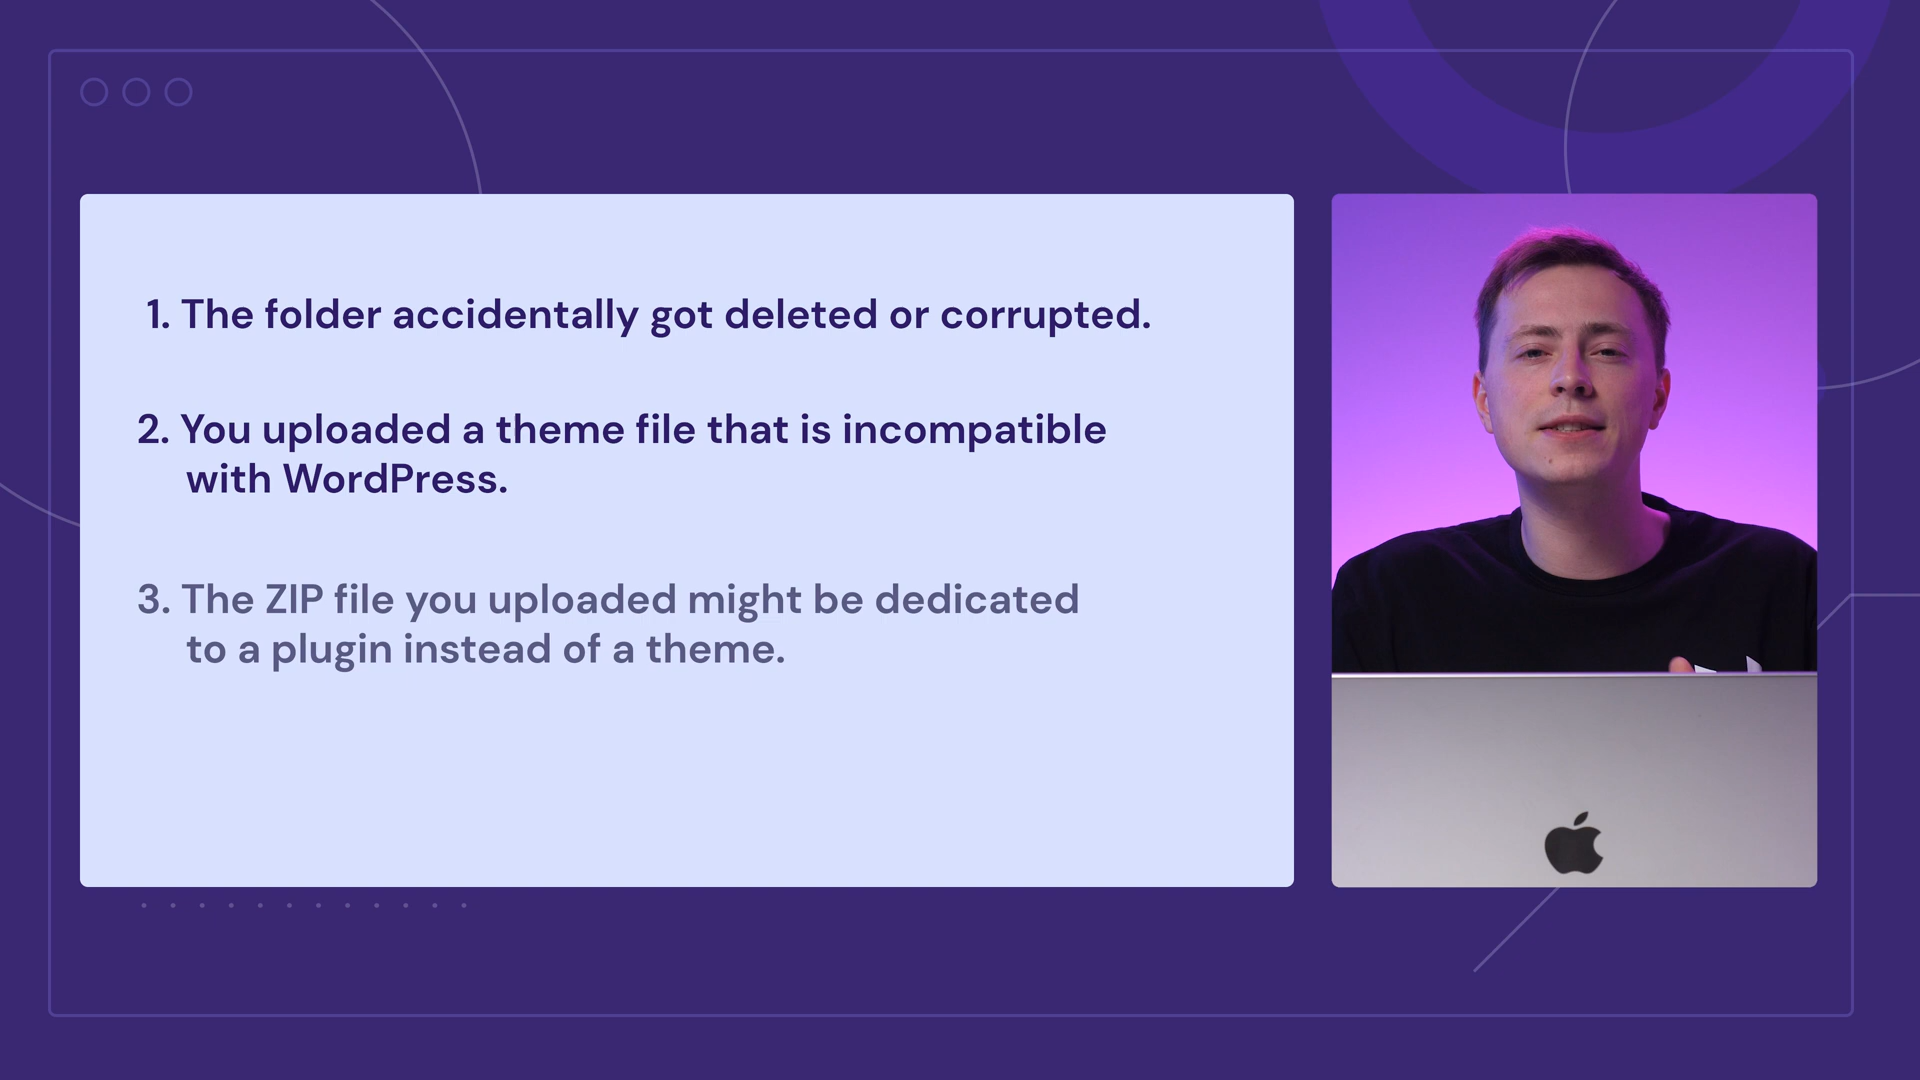 1. The folder accidentally got deleted or corrupted.
2. You uploaded a theme file that is incompatible
with WordPress.
3. The ZIP file you uploaded might be dedicated
to a plugin instead of a theme.